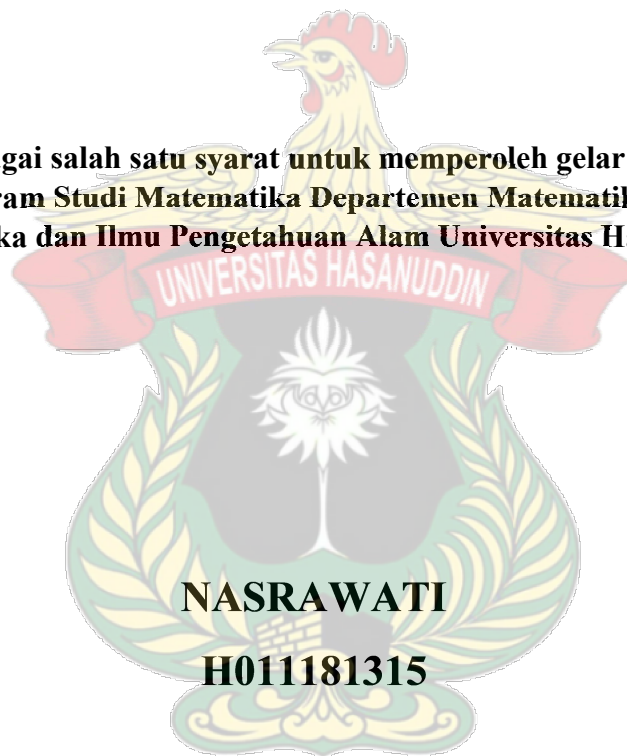 gai salah satu syarat untuk memperoleh gelar
ram Studi Matematika Departemen Matematik
ka dan Ilmu Pengetahuan Alam Universitas H
UNIVERSITAS HASANUDDIN
NASRAWATI
H011181315